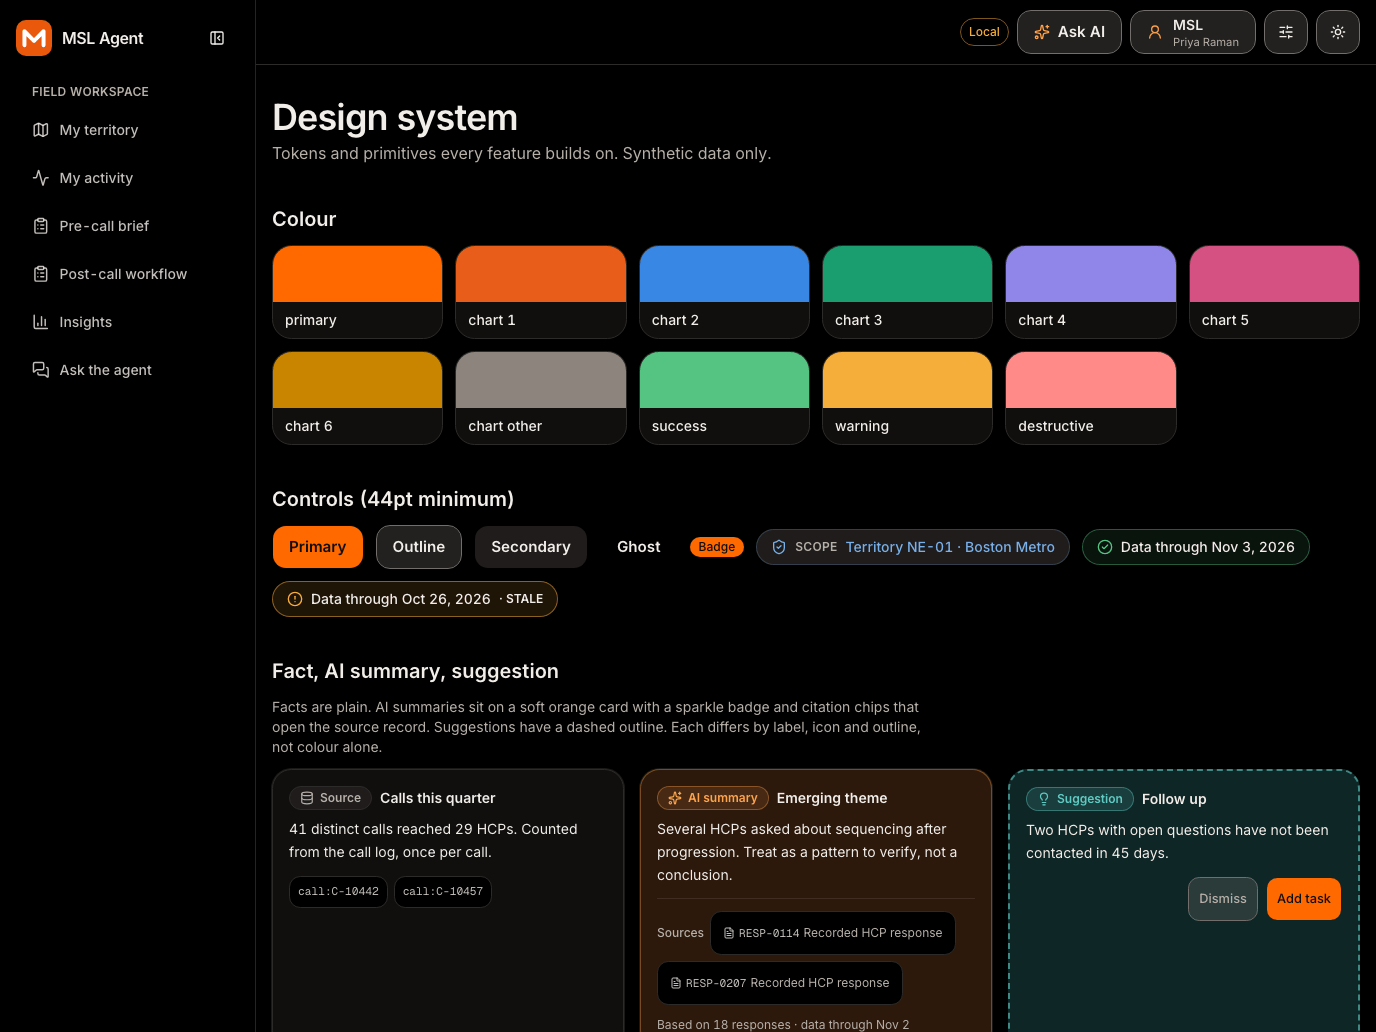 MSL Agent
FIELD WORKSPACE
My territory
My activity
Pre-call brief
Post-call workflow
Insights
Ask the agent
Local
Ask AI
MSL
Priya Raman
Design system
Tokens and primitives every feature builds on. Synthetic data only.
Colour
primary
chart 1
chart 2
chart 3
chart 4
chart 5
chart 6
chart other
success
warning
destructive
Controls (44pt minimum)
Primary
Outline
Secondary
Ghost
Badge
SCOPE Territory NE-01 · Boston Metro
Data through Nov 3, 2026
Data through Oct 26, 2026 · STALE
Fact, AI summary, suggestion
Facts are plain. AI summaries sit on a soft orange card with a sparkle badge and citation chips that
open the source record. Suggestions have a dashed outline. Each differs by label, icon and outline,
not colour alone.
Source Calls this quarter
41 distinct calls reached 29 HCPs. Counted
from the call log, once per call.
call:C-10442 call:C-10457
AI summary Emerging theme
Several HCPs asked about sequencing after
progression. Treat as a pattern to verify, not a
conclusion.
Sources RESP-0114 Recorded HCP response
RESP-0207 Recorded HCP response
Based on 18 responses · data through Nov 2
Suggestion Follow up
Two HCPs with open questions have not been
contacted in 45 days.
Dismiss Add task